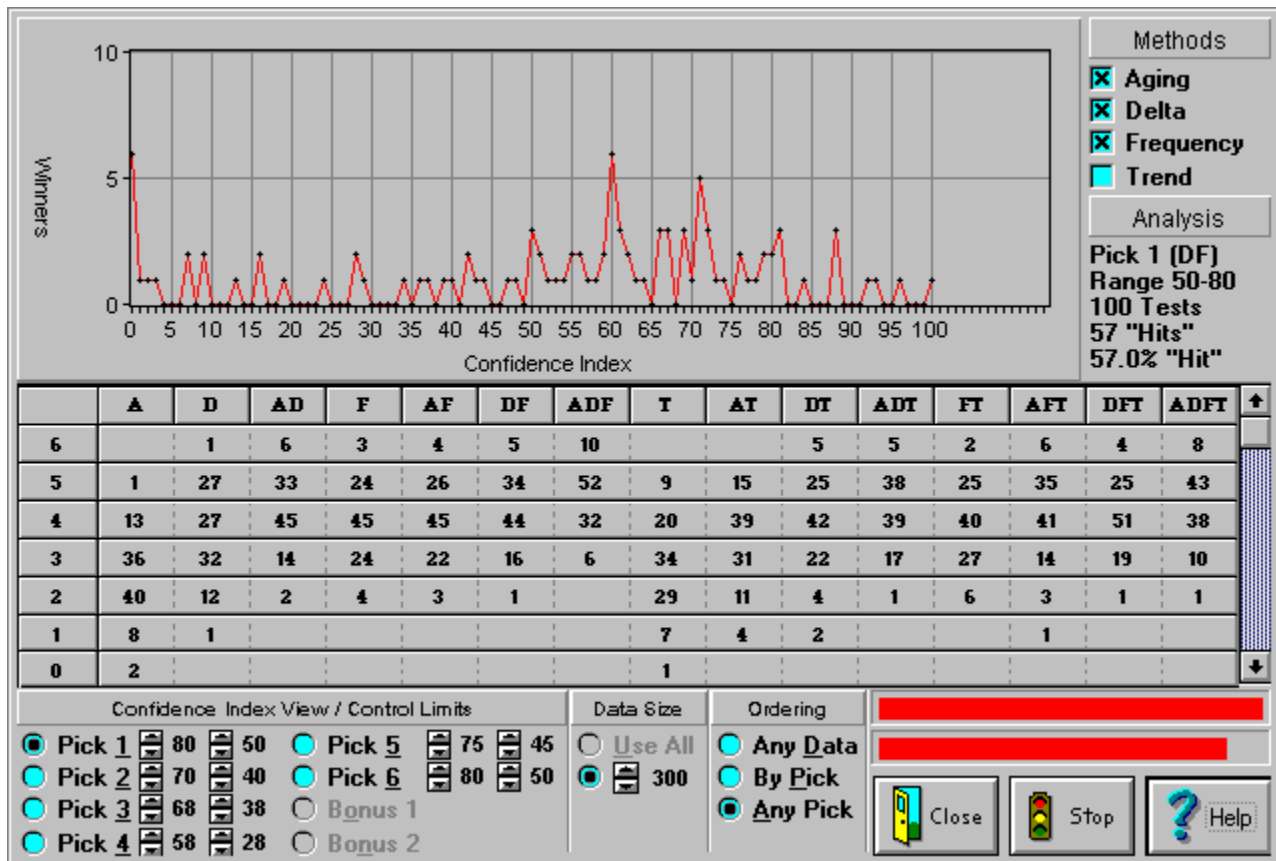 10
5
0
Winners
0 5 10 15 20 25 30 35 40 45 50 55 60 65 70 75 80 85 90 95 100
Confidence Index
Methods
Aging
Delta
Frequency
Trend
Analysis
Pick 1 (DF)
Range 50-80
100 Tests
57 "Hits"
57.0% "Hit"
A D AD F AF DF ADF T AT DT ADT FT AFT DFT ADFT
6 1 6 3 4 5 10 5 5 2 6 4 8
5 1 27 33 24 26 34 52 9 15 25 38 25 35 25 43
4 13 27 45 45 45 44 32 20 39 42 39 40 41 51 38
3 36 32 14 24 22 16 6 34 31 22 17 27 14 19 10
2 40 12 2 4 3 1 29 11 4 1 6 3 1 1
1 8 1 7 4 2 1
0 2 1
Confidence Index View / Control Limits
Pick 1 80 50 Pick 5 75 45
Pick 2 70 40 Pick 6 80 50
Pick 3 68 38 Bonus 1
Pick 4 58 28 Bonus 2
Data Size
Use All
300
Ordering
Any Data
By Pick
Any Pick
Close
Stop
? Help